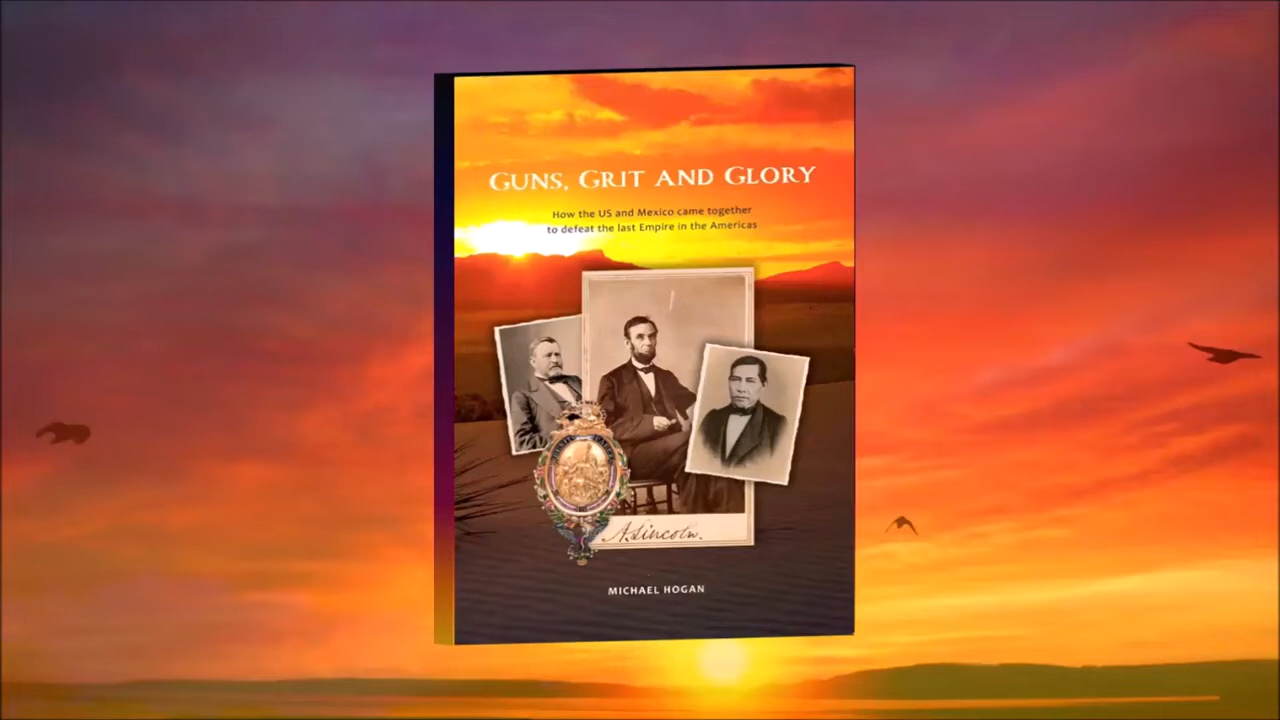 GUNS, GRIT AND GLORY
How the US and Mexico came together
to defeat the last Empire in the Americas
A. Lincoln.
MICHAEL HOGAN